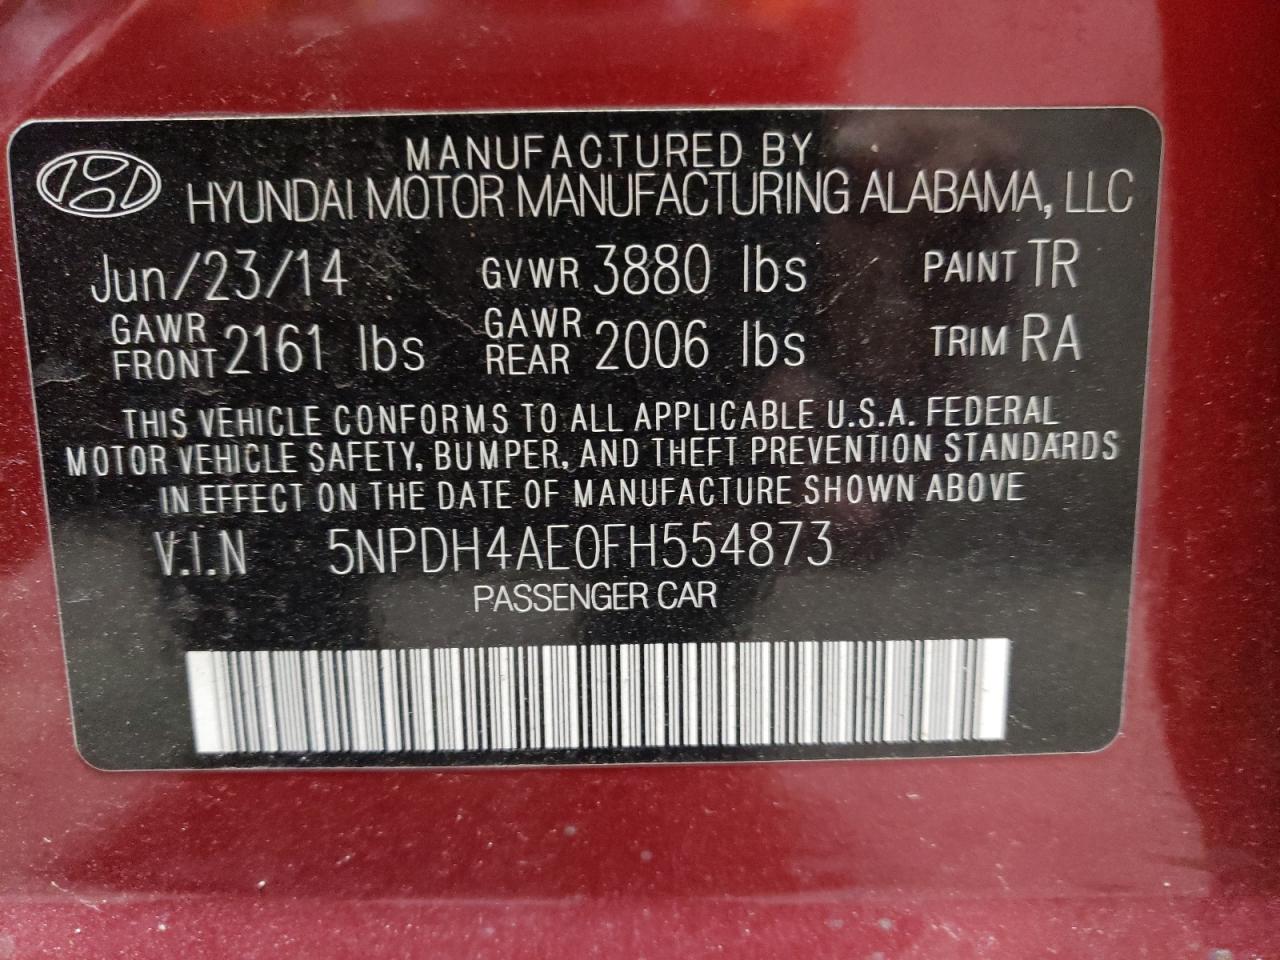 MANUFACTURED BY
HYUNDAI MOTOR MANUFACTURING ALABAMA, LLC
Jun/23/14 GVWR 3880 lbs PAINT TR
GAWR FRONT 2161 lbs GAWR REAR 2006 lbs TRIM RA
THIS VEHICLE CONFORMS TO ALL APPLICABLE U.S.A. FEDERAL
MOTOR VEHICLE SAFETY, BUMPER, AND THEFT PREVENTION STANDARDS
IN EFFECT ON THE DATE OF MANUFACTURE SHOWN ABOVE
V.I.N 5NPDH4AE0FH554873
PASSENGER CAR